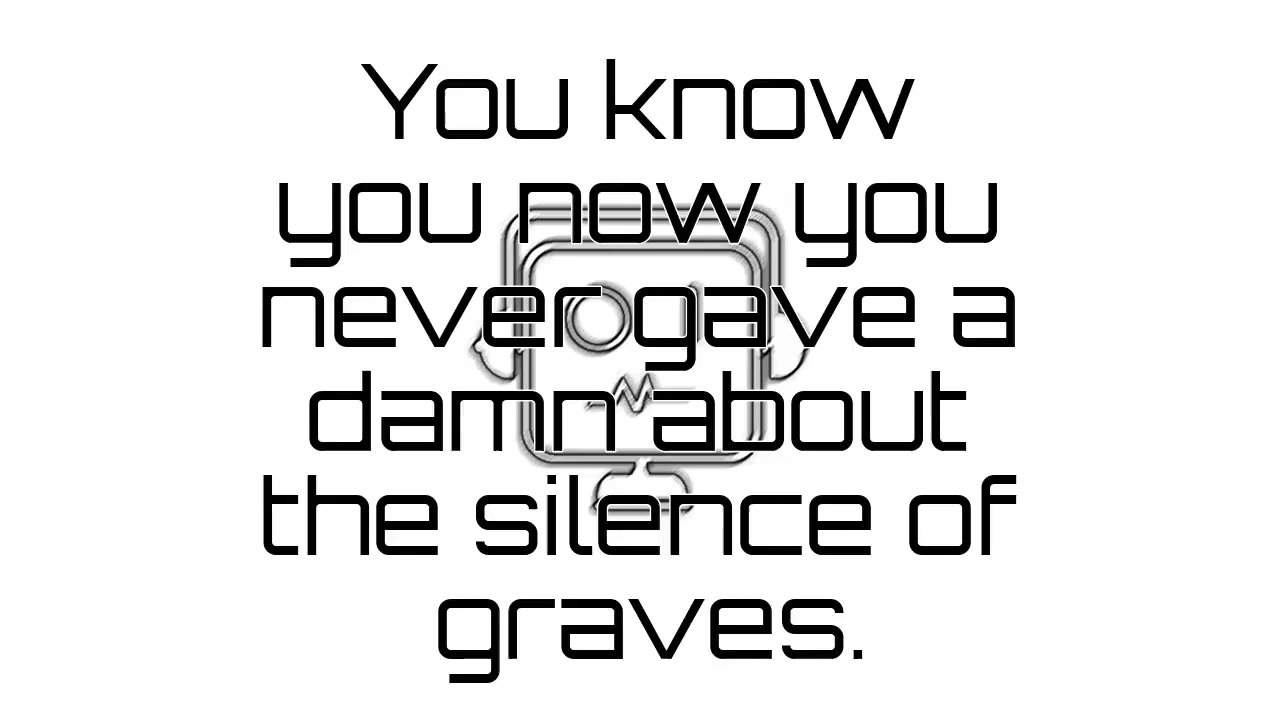 You know
you now you
never gave a
damn about
the silence of
graves.